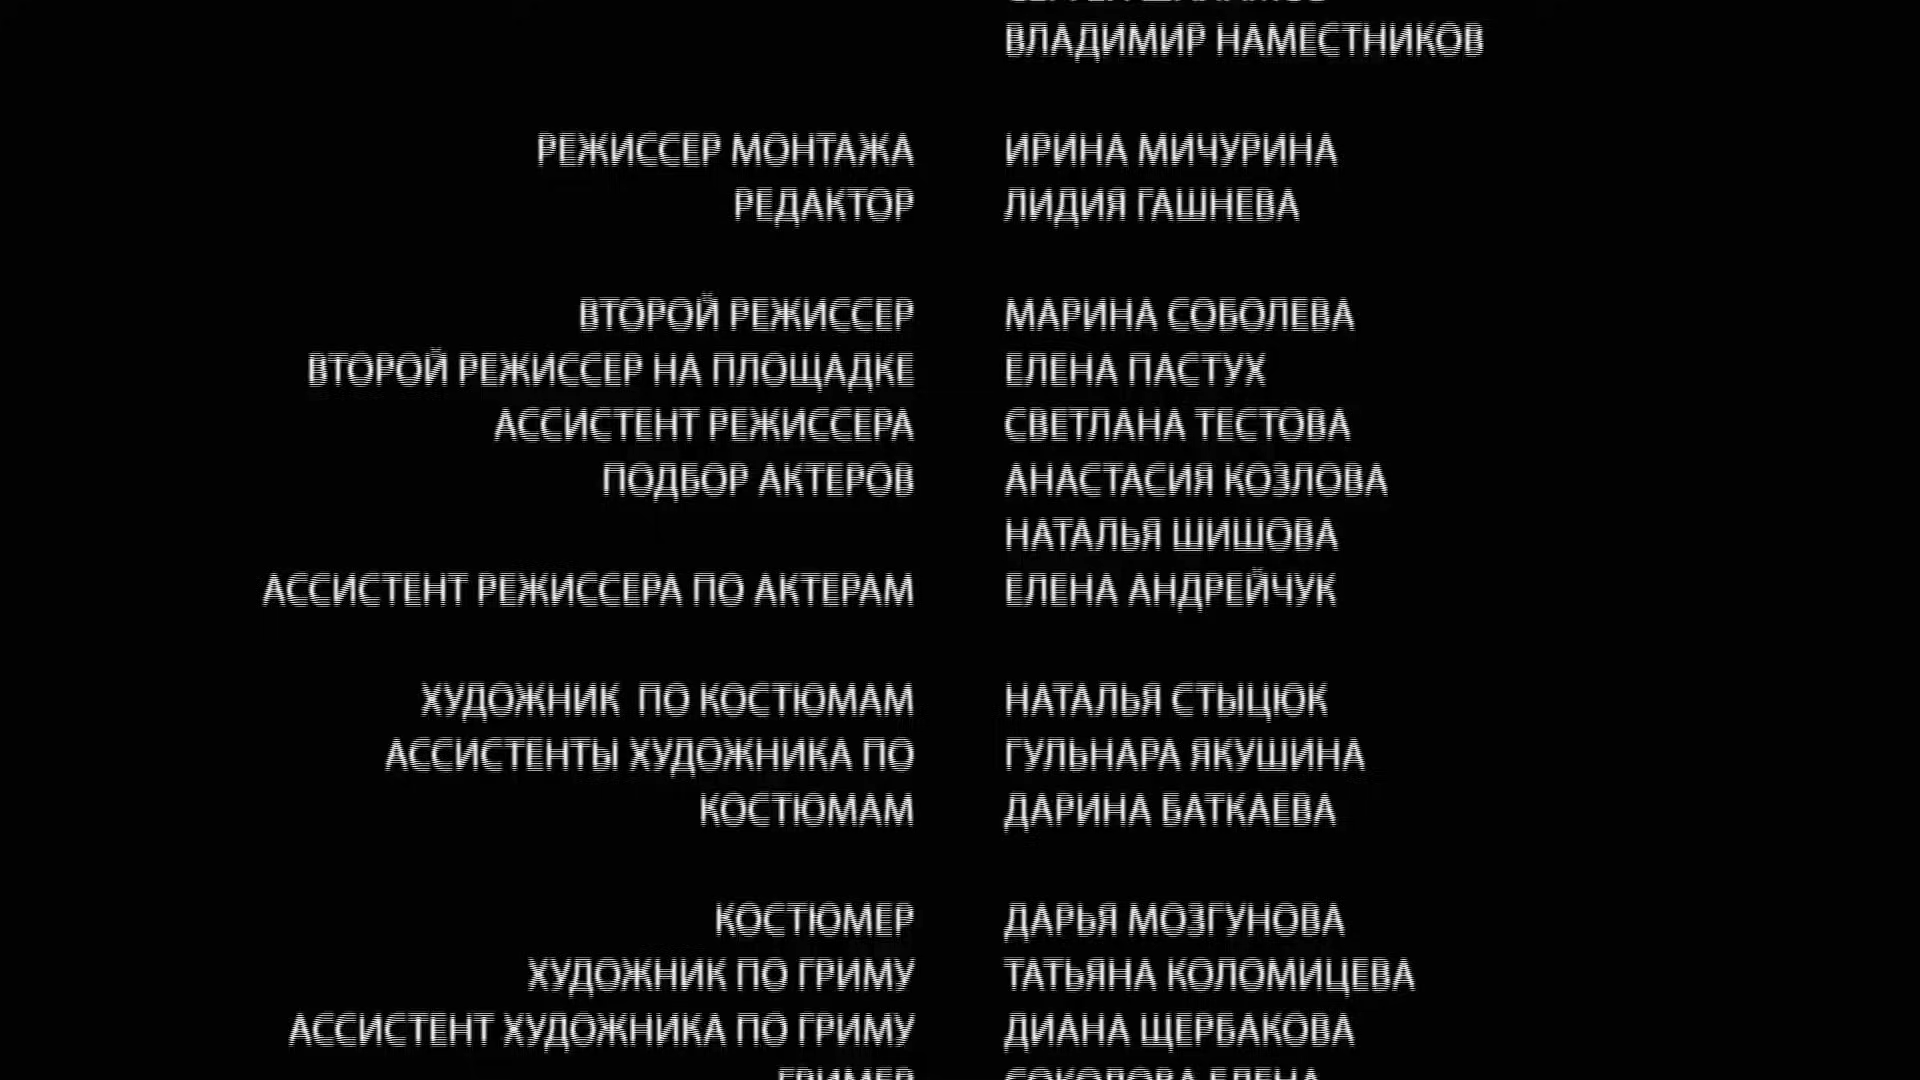 ВЛАДИМИР НАМЕСТНИКОВ
РЕЖИССЕР МОНТАЖА ИРИНА МИЧУРИНА
РЕДАКТОР ЛИДИЯ ГАШНЕВА
ВТОРОЙ РЕЖИССЕР МАРИНА СОБОЛЕВА
ВТОРОЙ РЕЖИССЕР НА ПЛОЩАДКЕ ЕЛЕНА ПАСТУХ
АССИСТЕНТ РЕЖИССЕРА СВЕТЛАНА ТЕСТОВА
ПОДБОР АКТЕРОВ АНАСТАСИЯ КОЗЛОВА
НАТАЛЬЯ ШИШОВА
АССИСТЕНТ РЕЖИССЕРА ПО АКТЕРАМ ЕЛЕНА АНДРЕЙЧУК
ХУДОЖНИК ПО КОСТЮМАМ НАТАЛЬЯ СТЫЦЮК
АССИСТЕНТЫ ХУДОЖНИКА ПО ГУЛЬНАРА ЯКУШИНА
КОСТЮМАМ ДАРИНА БАТКАЕВА
КОСТЮМЕР ДАРЬЯ МОЗГУНОВА
ХУДОЖНИК ПО ГРИМУ ТАТЬЯНА КОЛОМИЦЕВА
АССИСТЕНТ ХУДОЖНИКА ПО ГРИМУ ДИАНА ЩЕРБАКОВА
ГРИМЕР СОКОЛОВА ЕЛЕНА